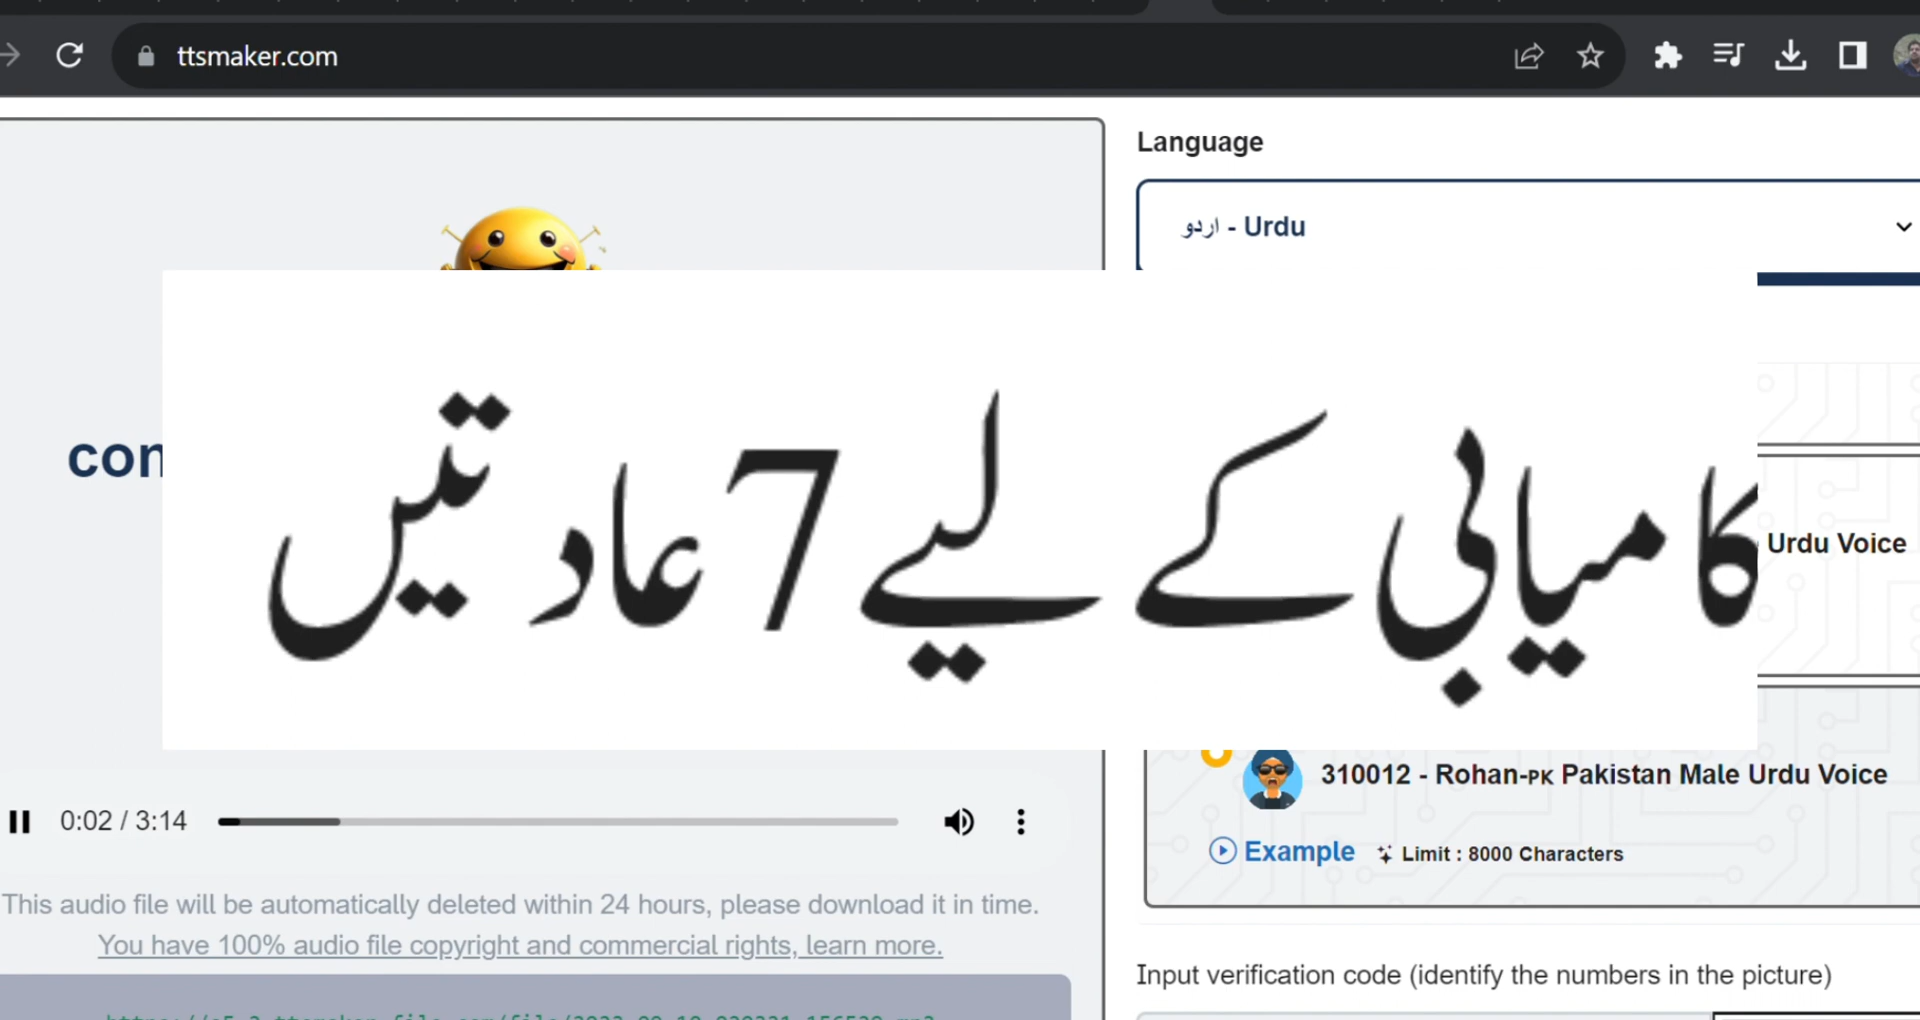 ttsmaker.com
Language
اردو - Urdu
con
کامیابی کے لیے 7 عادتیں
Urdu Voice
310012 - Rohan-PK Pakistan Male Urdu Voice
Example Limit : 8000 Characters
0:02 / 3:14
This audio file will be automatically deleted within 24 hours, please download it in time.
You have 100% audio file copyright and commercial rights, learn more.
Input verification code (identify the numbers in the picture)